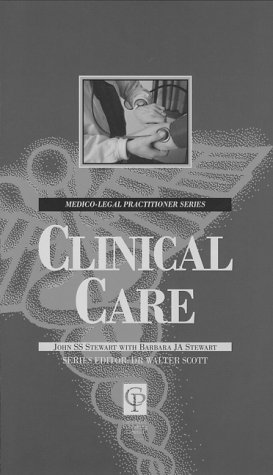 MEDICO-LEGAL PRACTITIONER SERIES
CLINICAL
CARE
JOHN SS STEWART WITH BARBARA JA STEWART
SERIES EDITOR: DR WALTER SCOTT
CP